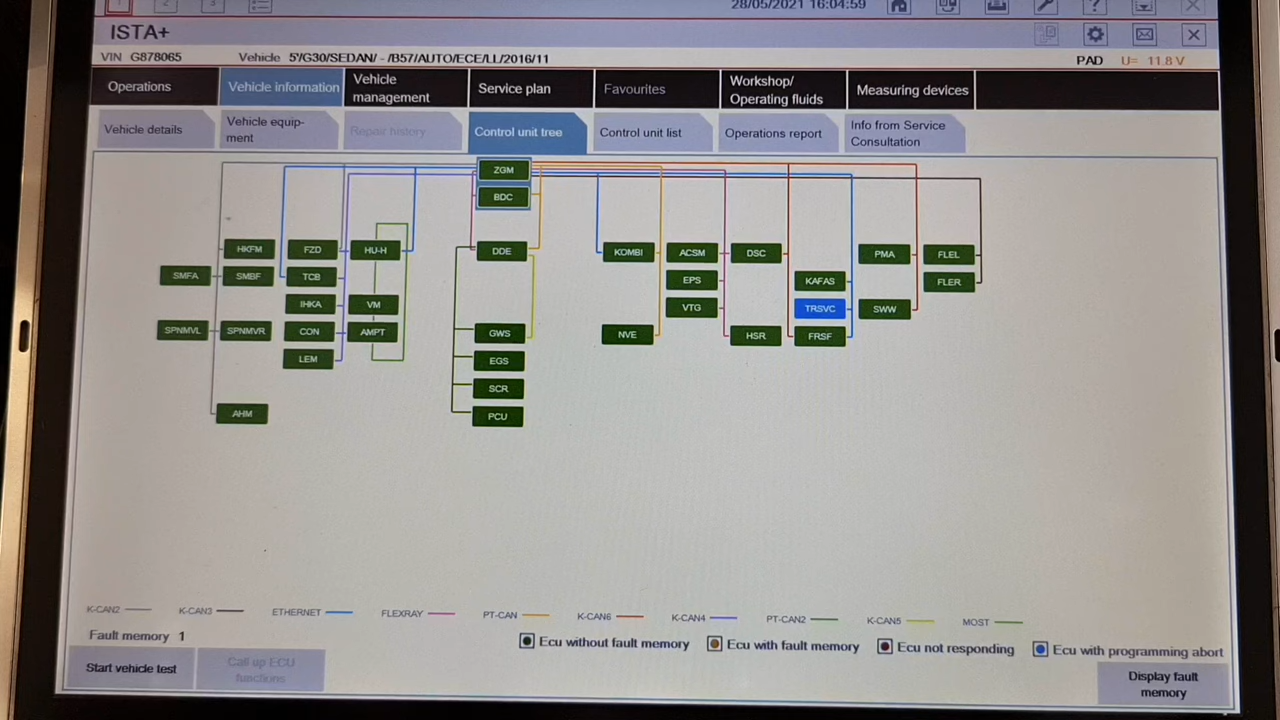 1 2 3 28/05/2021 16:04:59
ISTA+
VIN G878065 Vehicle 5'/G30/SEDAN/ - /B57/AUTO/ECE/LL/2016/11 PAD U= 11.8 V
Operations Vehicle information Vehicle management Service plan Favourites Workshop/ Operating fluids Measuring devices
Vehicle details Vehicle equip-ment Repair history Control unit tree Control unit list Operations report Info from Service Consultation
ZGM
BDC
HKFM FZD HU-H DDE KOMBI ACSM DSC PMA FLEL
SMFA SMBF TCB EPS KAFAS FLER
IHKA VM VTG TRSVC SWW
SPNMVL SPNMVR CON AMPT GWS NVE HSR FRSF
LEM EGS
SCR
AHM PCU
K-CAN2 K-CAN3 ETHERNET FLEXRAY PT-CAN K-CAN6 K-CAN4 PT-CAN2 K-CAN5 MOST
Fault memory 1 Ecu without fault memory Ecu with fault memory Ecu not responding Ecu with programming abort
Start vehicle test Call up ECU functions Display fault memory